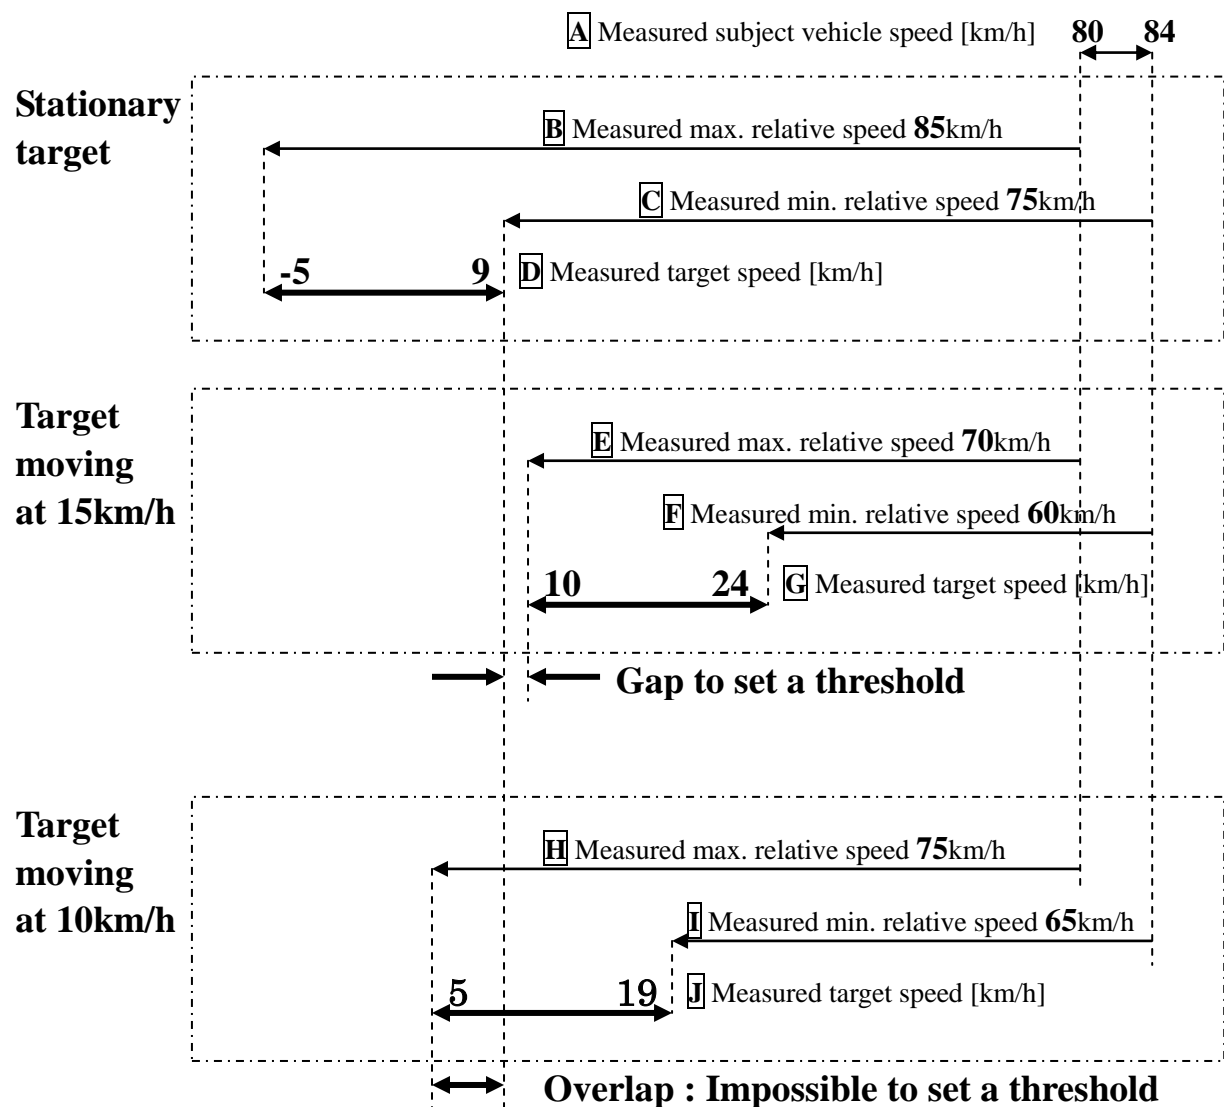 A Measured subject vehicle speed [km/h] 80 84
Stationary
target
B Measured max. relative speed 85km/h
C Measured min. relative speed 75km/h
-5 9 D Measured target speed [km/h]
Target
moving
at 15km/h
E Measured max. relative speed 70km/h
F Measured min. relative speed 60km/h
10 24 G Measured target speed [km/h]
Gap to set a threshold
Target
moving
at 10km/h
H Measured max. relative speed 75km/h
I Measured min. relative speed 65km/h
5 19 J Measured target speed [km/h]
Overlap : Impossible to set a threshold